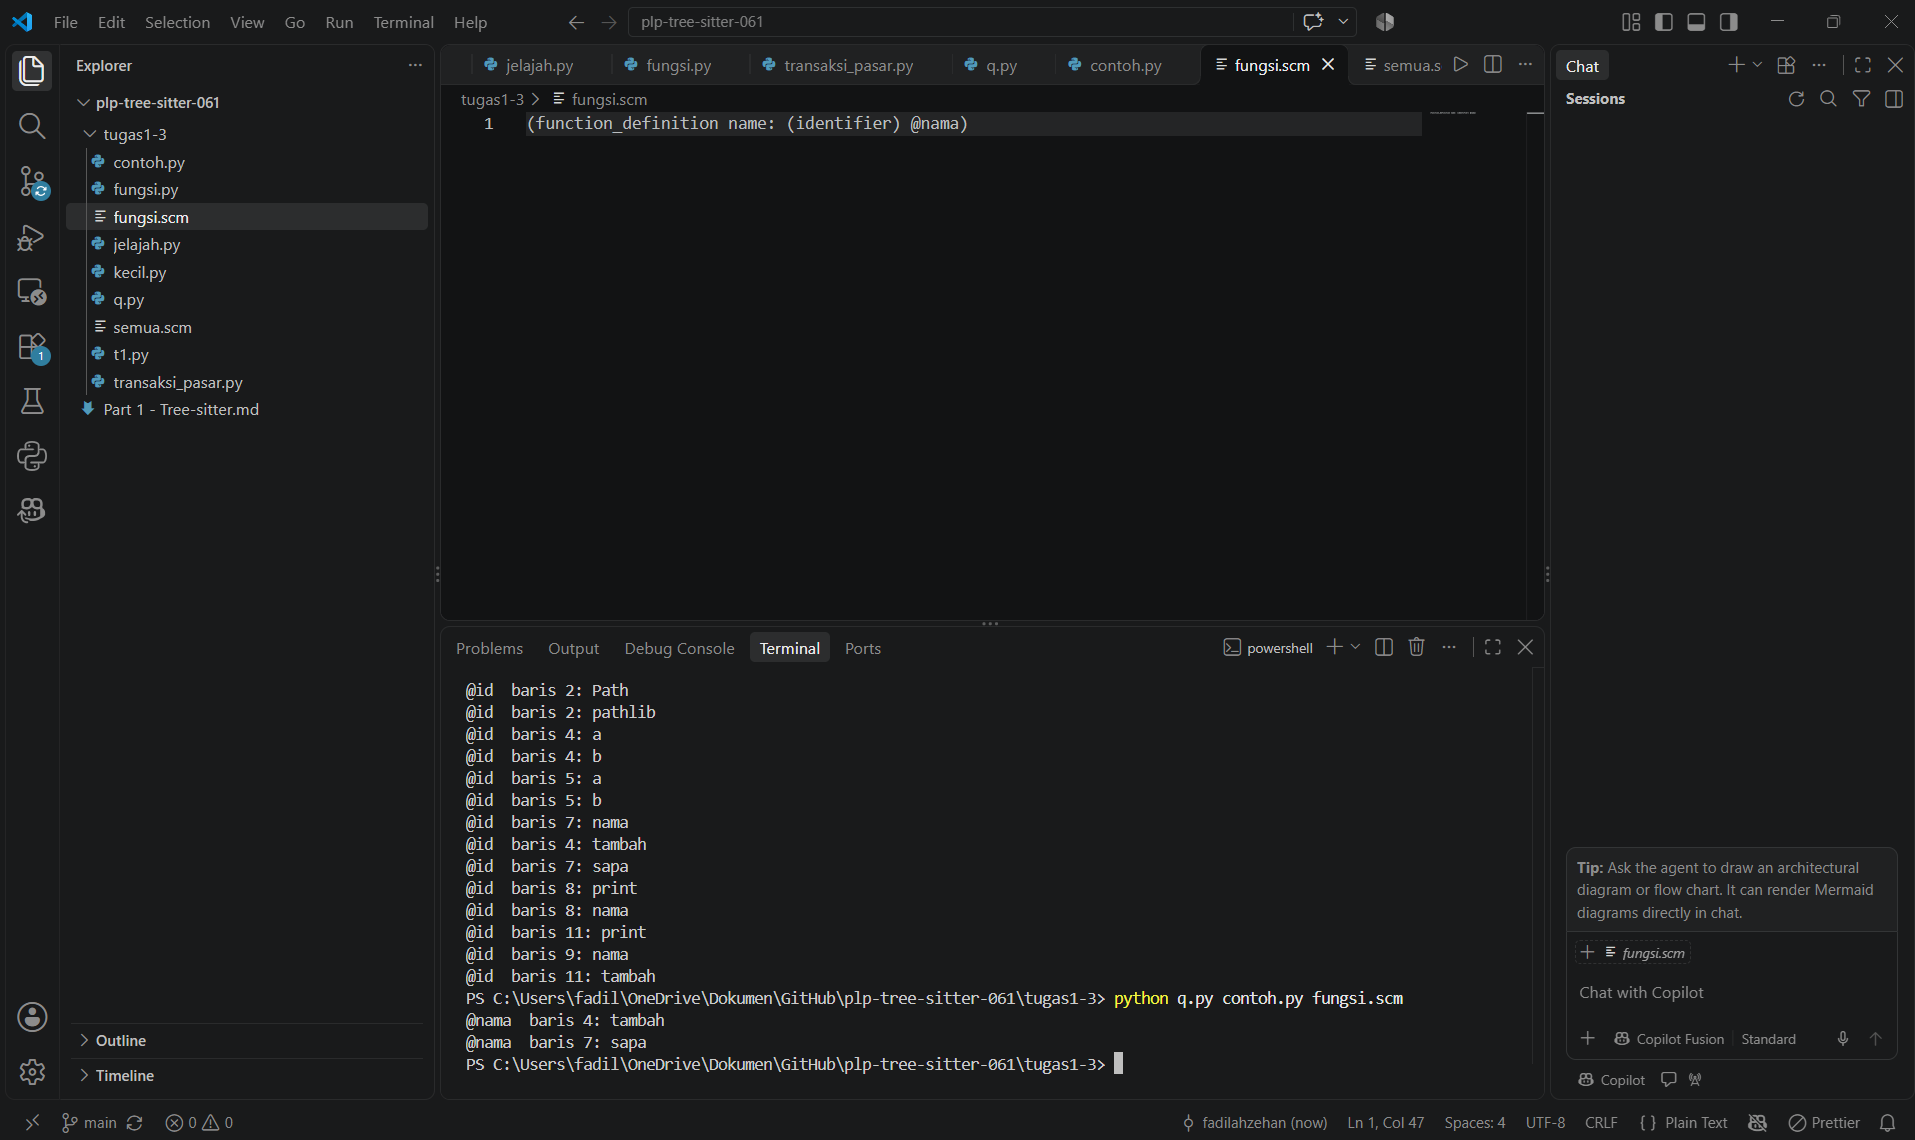 File Edit Selection View Go Run Terminal Help
plp-tree-sitter-061
Explorer
plp-tree-sitter-061
tugas1-3
contoh.py
fungsi.py
fungsi.scm
jelajah.py
kecil.py
q.py
semua.scm
t1.py
transaksi_pasar.py
Part 1 - Tree-sitter.md
Outline
Timeline
1
jelajah.py fungsi.py transaksi_pasar.py q.py contoh.py fungsi.scm semua.s
tugas1-3 > fungsi.scm
1 (function_definition name: (identifier) @nama)
Problems Output Debug Console Terminal Ports
powershell
@id  baris 2: Path
@id  baris 2: pathlib
@id  baris 4: a
@id  baris 4: b
@id  baris 5: a
@id  baris 5: b
@id  baris 7: nama
@id  baris 4: tambah
@id  baris 7: sapa
@id  baris 8: print
@id  baris 8: nama
@id  baris 11: print
@id  baris 9: nama
@id  baris 11: tambah
PS C:\Users\fadil\OneDrive\Dokumen\GitHub\plp-tree-sitter-061\tugas1-3> python q.py contoh.py fungsi.scm
@nama  baris 4: tambah
@nama  baris 7: sapa
PS C:\Users\fadil\OneDrive\Dokumen\GitHub\plp-tree-sitter-061\tugas1-3>
Chat
Sessions
Tip: Ask the agent to draw an architectural
diagram or flow chart. It can render Mermaid
diagrams directly in chat.
fungsi.scm
Chat with Copilot
Copilot Fusion Standard
Copilot
main 0 0 fadilahzehan (now) Ln 1, Col 47 Spaces: 4 UTF-8 CRLF {} Plain Text Prettier